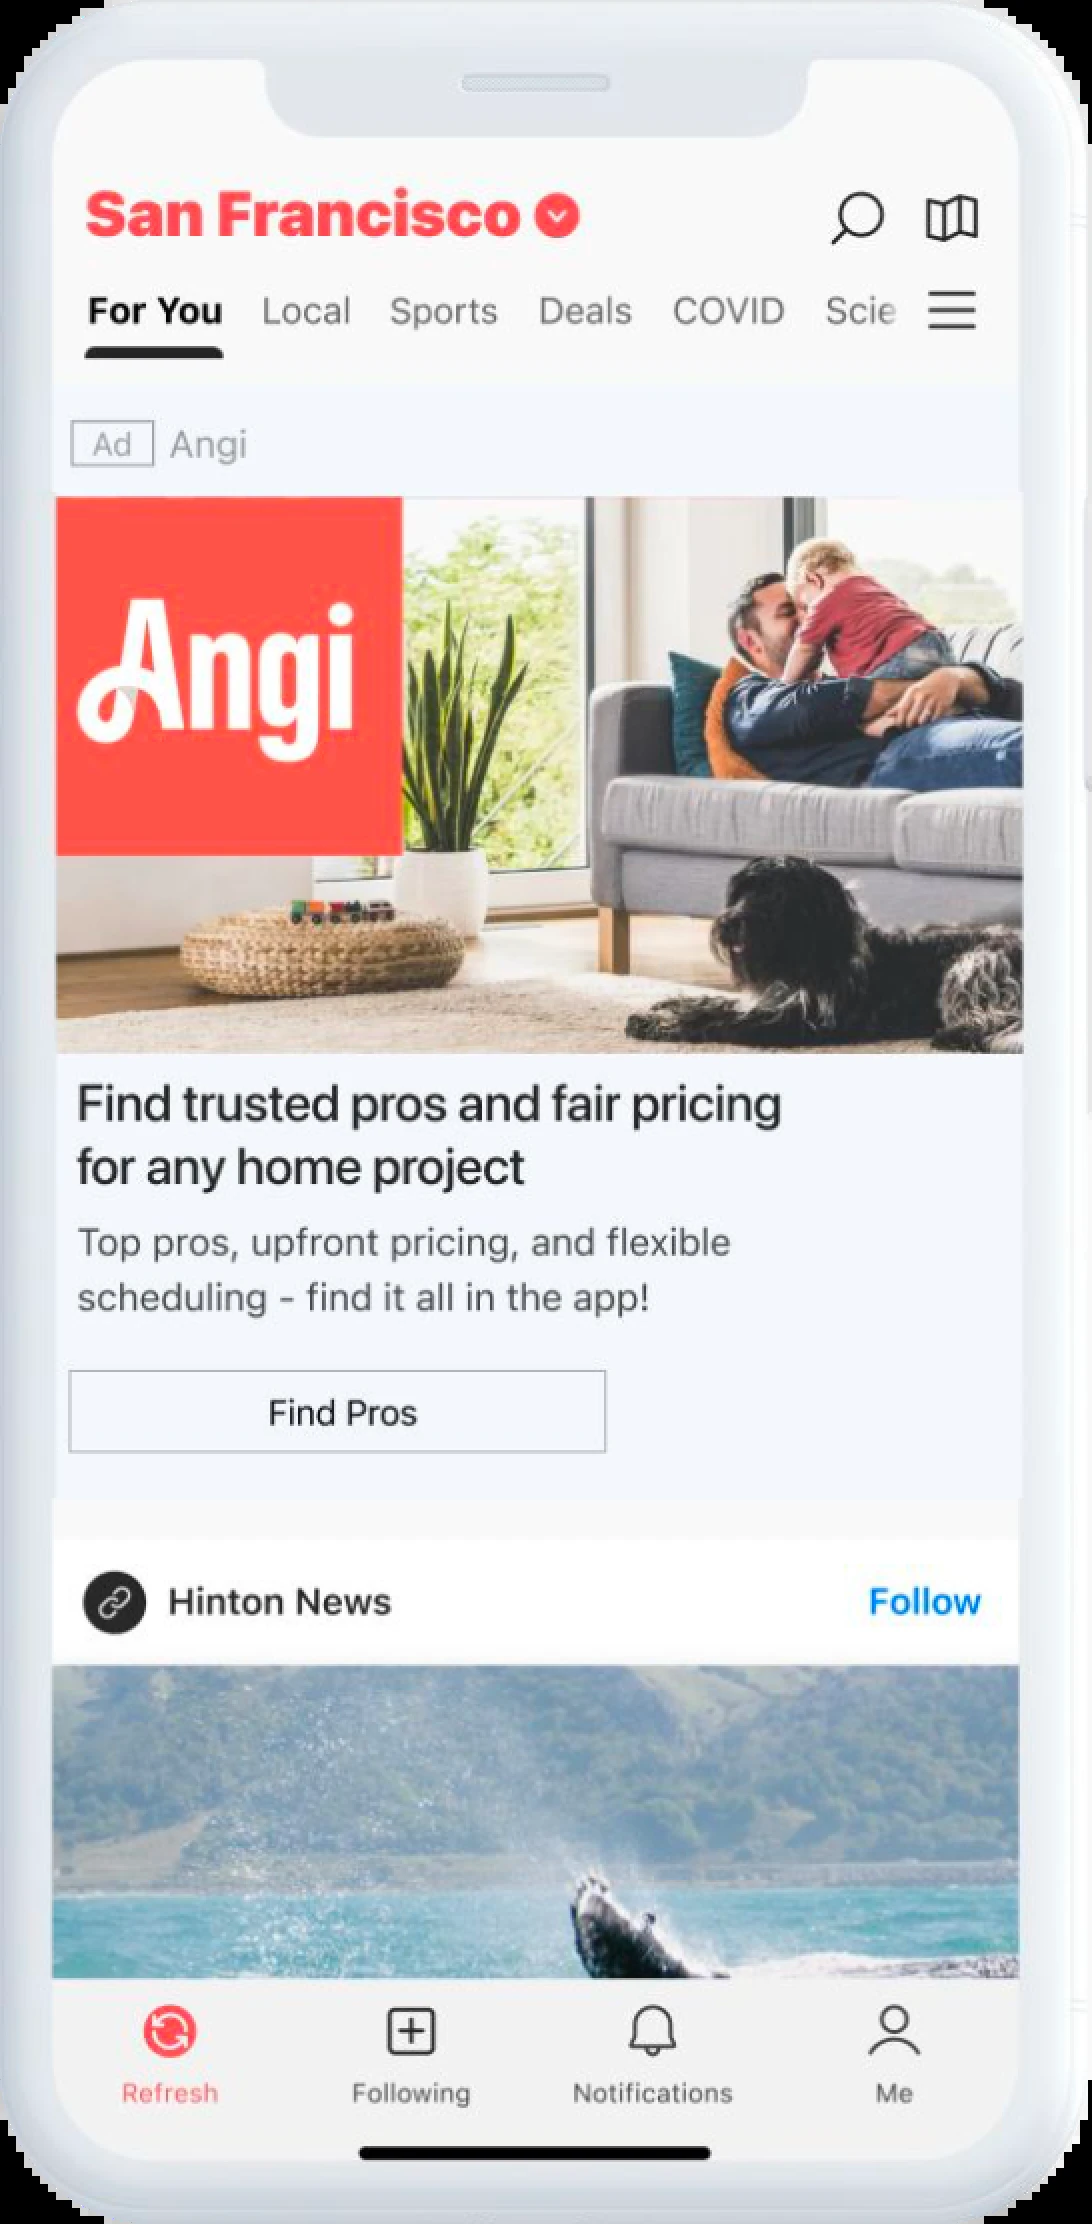 San Francisco
For You Local Sports Deals COVID Scie
Ad Angi
Angi
Find trusted pros and fair pricing
for any home project
Top pros, upfront pricing, and flexible
scheduling - find it all in the app!
Find Pros
Hinton News Follow
Refresh Following Notifications Me